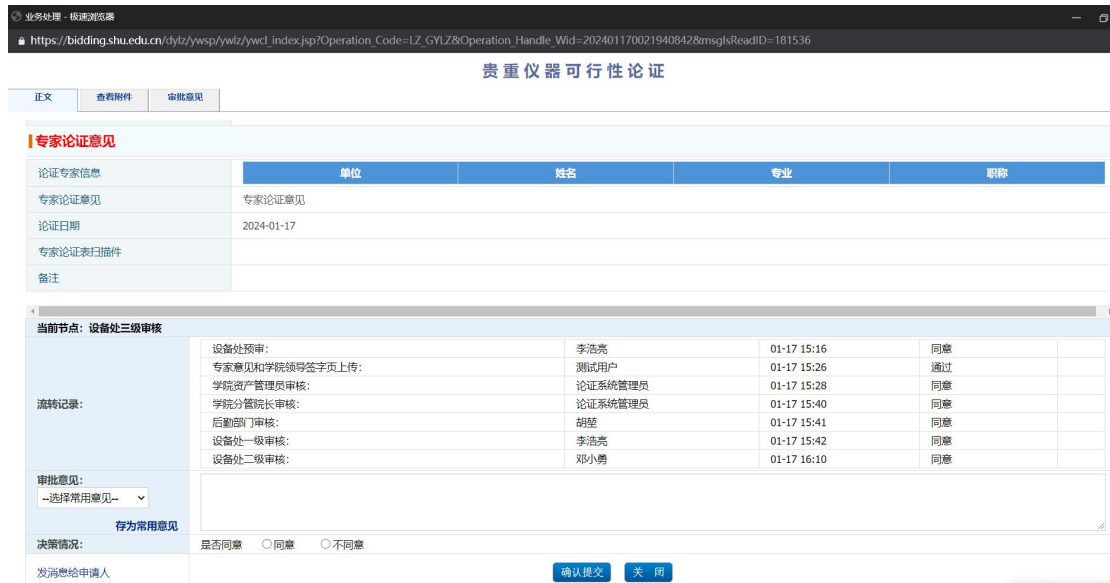 业务处理 - 极速浏览器
https://bidding.shu.edu.cn/dylz/ywsp/ywlz/ywcl_index.jsp?Operation_Code=LZ_GYLZ&Operation_Handle_Wid=202401170021940842&msgIsReadID=181536
贵重仪器可行性论证
正文 查看附件 审批意见
专家论证意见
论证专家信息 单位 姓名 专业 职称
专家论证意见 专家论证意见
论证日期 2024-01-17
专家论证表扫描件
备注
当前节点：设备处三级审核
流转记录:
设备处预审: 李浩亮 01-17 15:16 同意
专家意见和学院领导签字页上传: 测试用户 01-17 15:26 通过
学院资产管理员审核: 论证系统管理员 01-17 15:28 同意
学院分管院长审核: 论证系统管理员 01-17 15:40 同意
后勤部门审核: 胡堃 01-17 15:41 同意
设备处一级审核: 李浩亮 01-17 15:42 同意
设备处二级审核: 邓小勇 01-17 16:10 同意
审批意见:
--选择常用意见--
存为常用意见
决策情况: 是否同意 同意 不同意
发消息给申请人 确认提交 关 闭